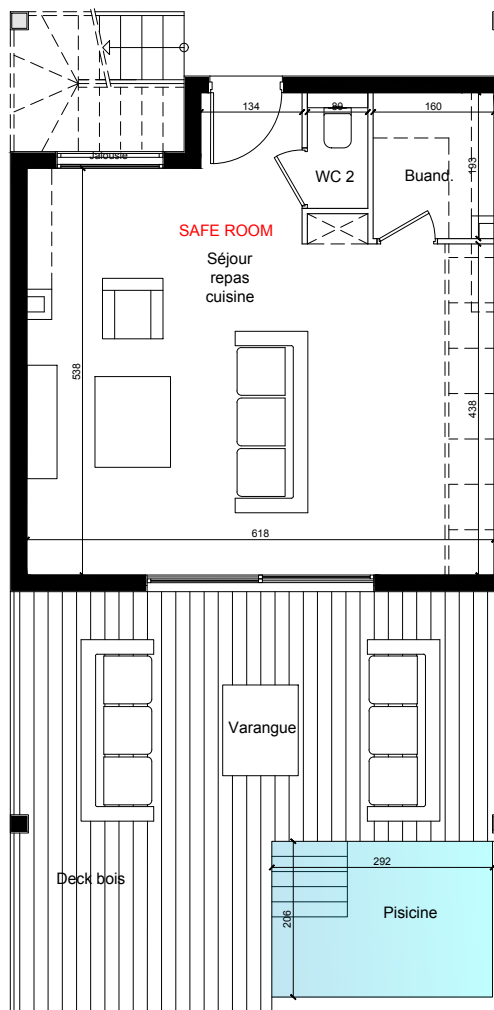 134
89
160
Jalousie
WC 2
Buand.
193
SAFE ROOM
Séjour
repas
cuisine
538
438
618
Varangue
Deck bois
292
206
Pisicine